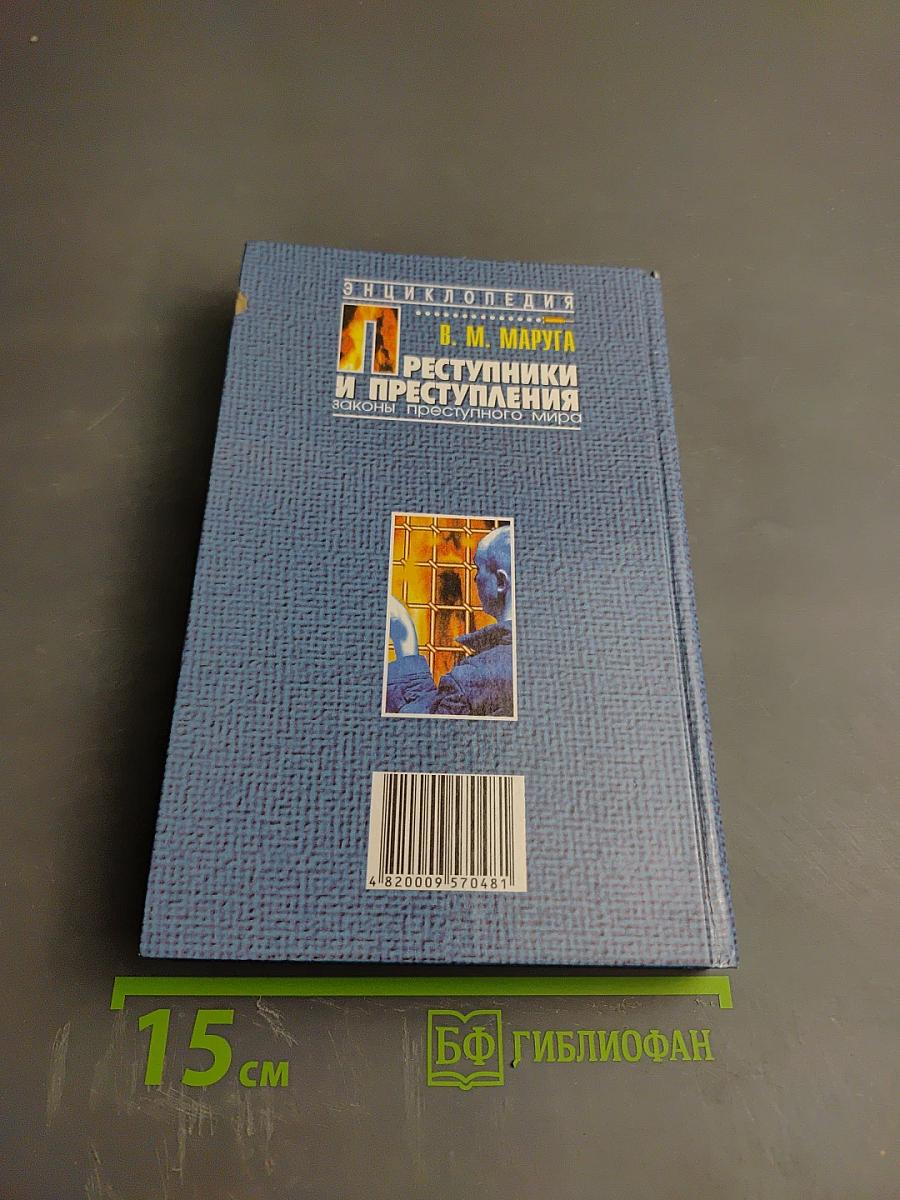 ЭНЦИКЛОПЕДИЯ
В. М. МАРУГА
ПРЕСТУПНИКИ
И ПРЕСТУПЛЕНИЯ
законы преступного мира
4 820009 570481
15 см
БФ ГИБЛИОФАН